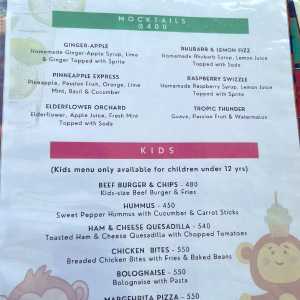 MOCKTAILS
@400
GINGER-APPLE
Homemade Ginger-Apple Syrup, Lime
& Topped with Sprite
PINNEAPPLE EXPRESS
Pineapple, Passion, Orange, Lime
Mint, Basil & Cucumber
ELDERFLOWER ORCHARD
Elderflower, Apple Juice, Fresh Mint
Topped with Soda
RHUBARB & LEMON FIZZ
Homemade Rhubarb Syrup, Lemon Juice
Topped with Soda
RASPBERRY SWIZZLE
Homemade Raspberry Syrup, Lemon Juice
Topped with Sprite
TROPIC THUNDER
Guava, Passion Fruit & Watermelon
KIDS
(Kids menu only available for children under 12 yrs)
BEEF BURGER & CHIPS - 480
Kids-size Beef Burger & Fries
HUMMUS - 450
Sweet Pepper Hummus with Cucumber & Carrot Sticks
HAM & CHEESE QUESADILLA - 540
Toasted Ham & Cheese Quesadilla with Chopped Tomatoes
CHICKEN BITES - 550
Breaded Chicken Bites with Fries & Baked Beans
BOLOGNAISE - 550
Bolognaise with Pasta
MARGEHRITA PIZZA - 550